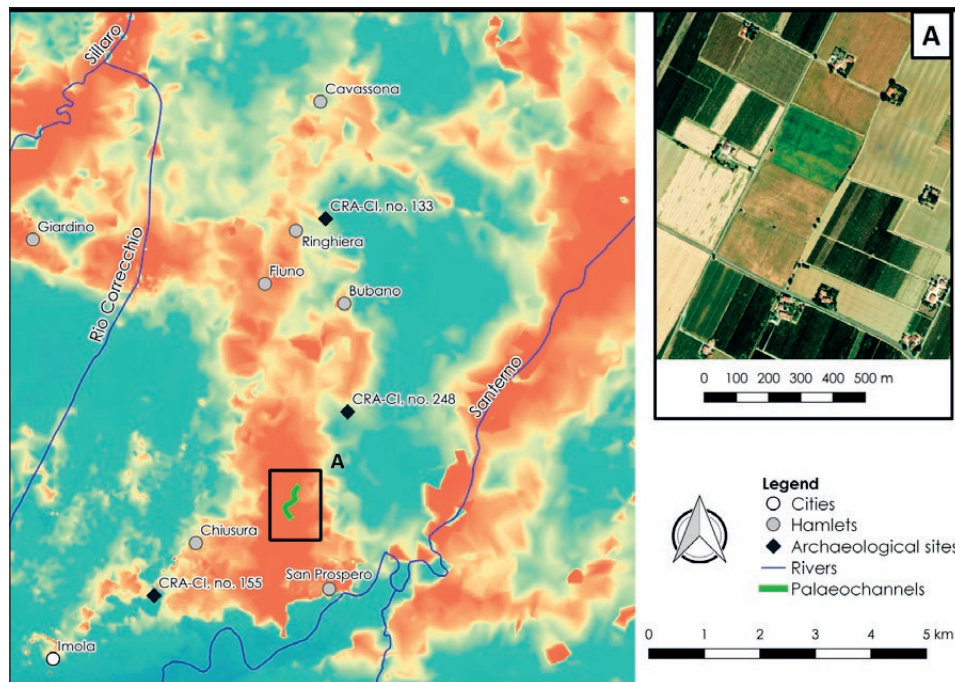 Sillaro
Cavassona
CRA-CI, no. 133
Giardino
Ringhiera
Rio Correcchio
Fluno
Bubano
Santerno
CRA-CI, no. 248
A
Chiusura
CRA-CI, no. 155
San Prospero
Imola
A
0 100 200 300 400 500 m
Legend
Cities
Hamlets
Archaeological sites
Rivers
Palaeochannels
0 1 2 3 4 5 km